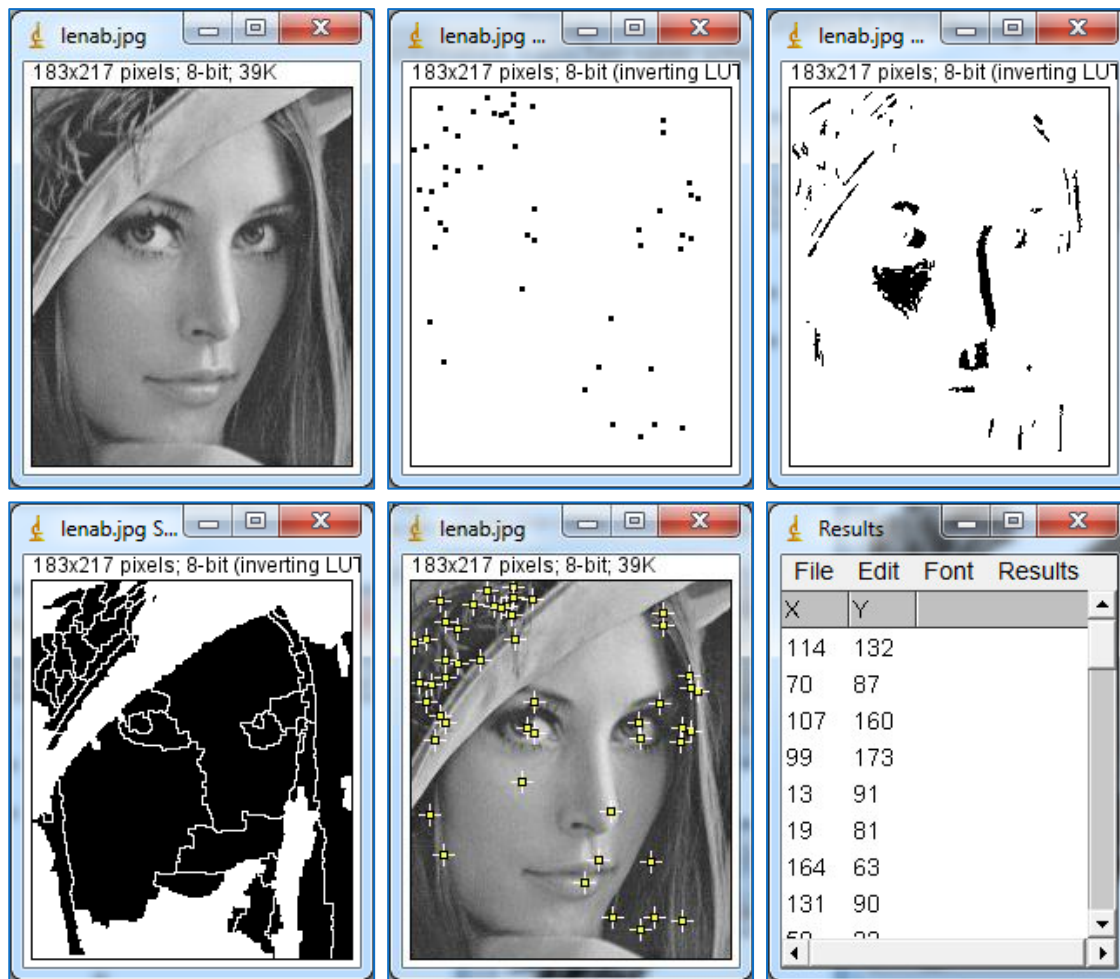 lenab.jpg
183x217 pixels; 8-bit; 39K
lenab.jpg ...
183x217 pixels; 8-bit (inverting LUT
lenab.jpg ...
183x217 pixels; 8-bit (inverting LUT
lenab.jpg S...
183x217 pixels; 8-bit (inverting LUT
lenab.jpg
183x217 pixels; 8-bit; 39K
Results
File Edit Font Results
X Y
114 132
70 87
107 160
99 173
13 91
19 81
164 63
131 90